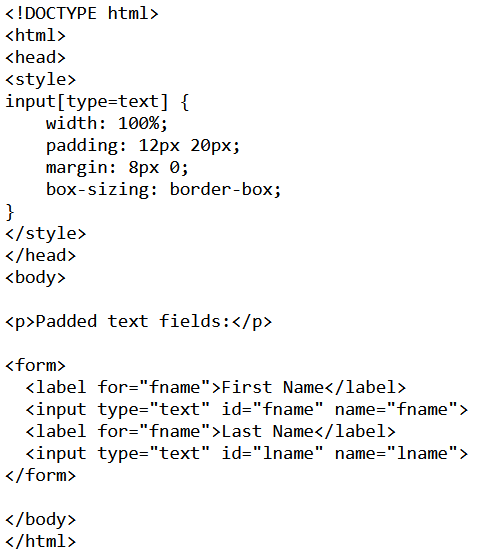 <!DOCTYPE html>
<html>
<head>
<style>
input[type=text] {
    width: 100%;
    padding: 12px 20px;
    margin: 8px 0;
    box-sizing: border-box;
}
</style>
</head>
<body>

<p>Padded text fields:</p>

<form>
  <label for="fname">First Name</label>
  <input type="text" id="fname" name="fname">
  <label for="fname">Last Name</label>
  <input type="text" id="lname" name="lname">
</form>

</body>
</html>